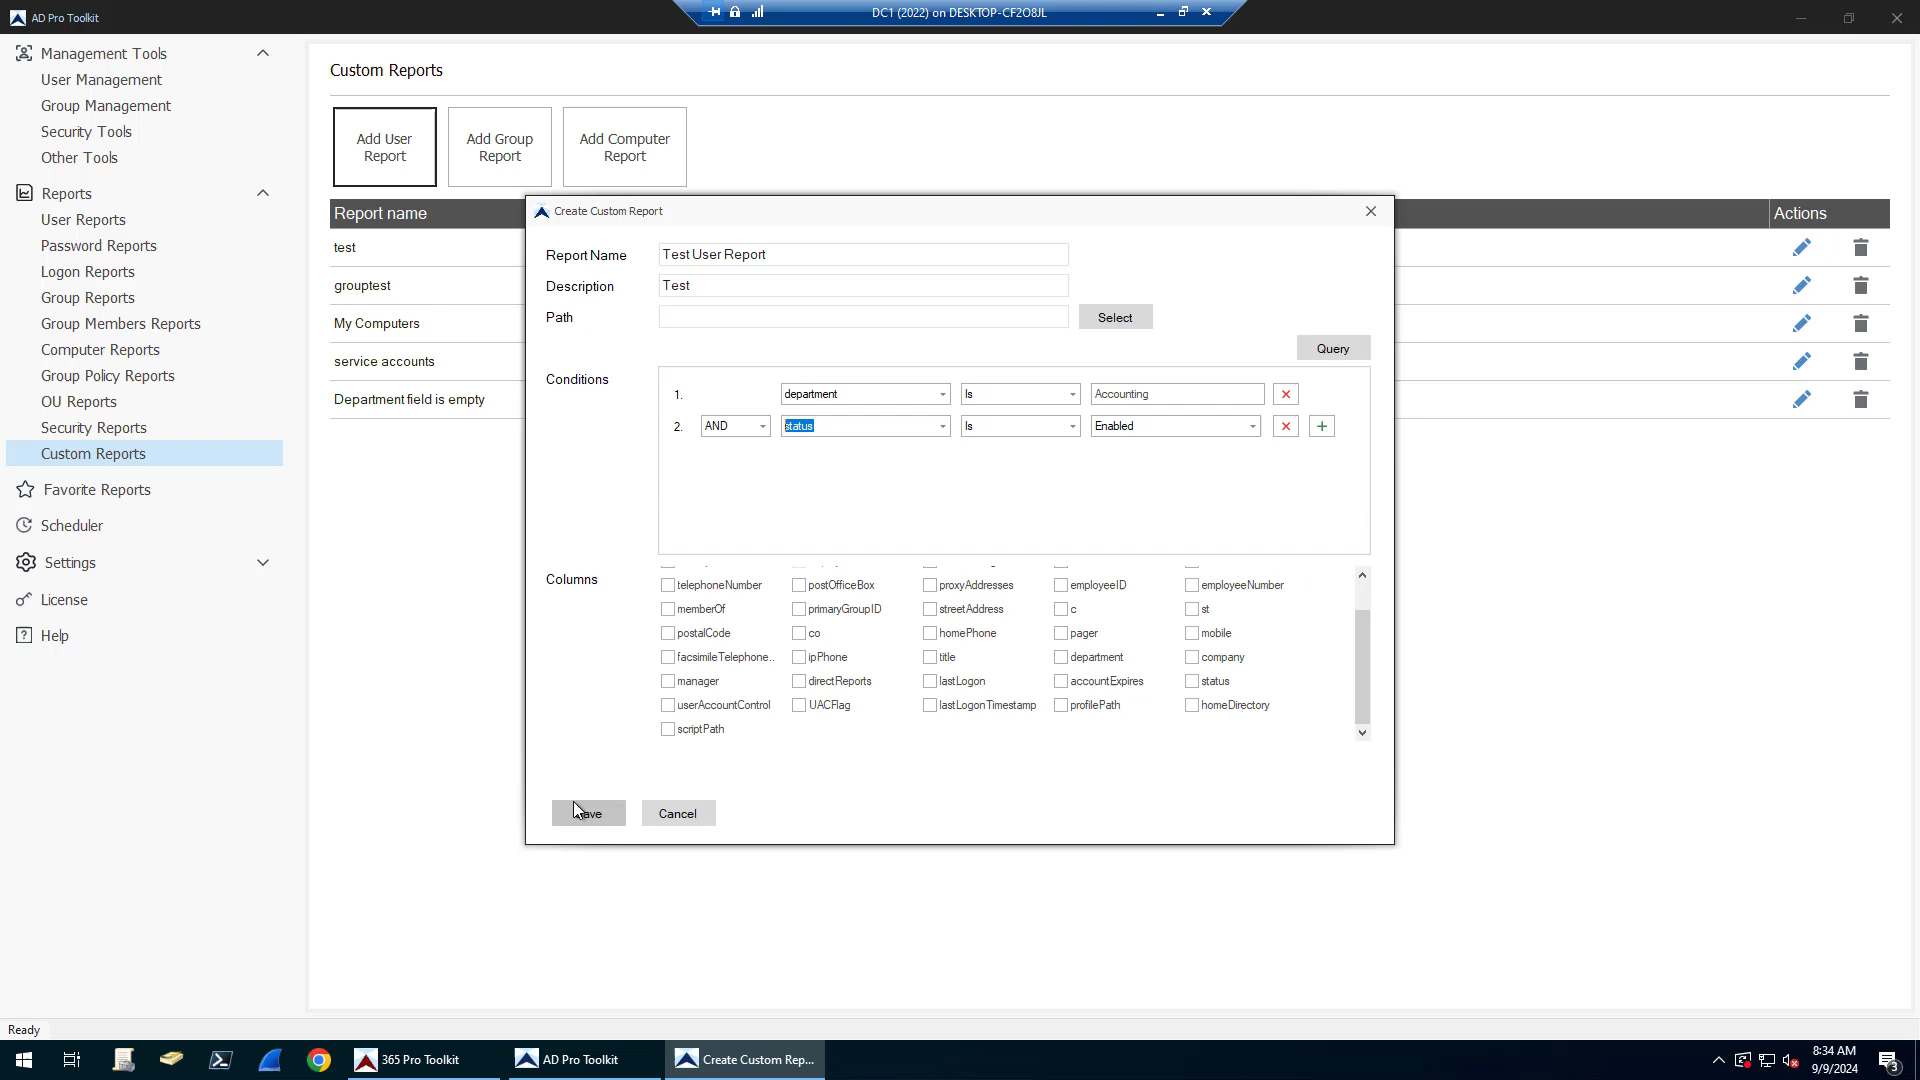 AD Pro Toolkit
DC1 (2022) on DESKTOP-CF2O8JL
Management Tools
User Management
Group Management
Security Tools
Other Tools
Reports
User Reports
Password Reports
Logon Reports
Group Reports
Group Members Reports
Computer Reports
Group Policy Reports
OU Reports
Security Reports
Custom Reports
Favorite Reports
Scheduler
Settings
License
Help
Custom Reports
Add User
Report
Add Group
Report
Add Computer
Report
Report name
Actions
test
grouptest
My Computers
service accounts
Department field is empty
Create Custom Report
Report Name
Test User Report
Description
Test
Path
Select
Query
Conditions
1. department Is Accounting
2. AND status Is Enabled
Columns
telephoneNumber postOfficeBox proxyAddresses employeeID employeeNumber
memberOf primaryGroupID streetAddress c st
postalCode co homePhone pager mobile
facsimileTelephone.. ipPhone title department company
manager directReports lastLogon accountExpires status
userAccountControl UACFlag lastLogonTimestamp profilePath homeDirectory
scriptPath
Cancel
Ready
365 Pro Toolkit
AD Pro Toolkit
Create Custom Rep...
8:34 AM
9/9/2024
3